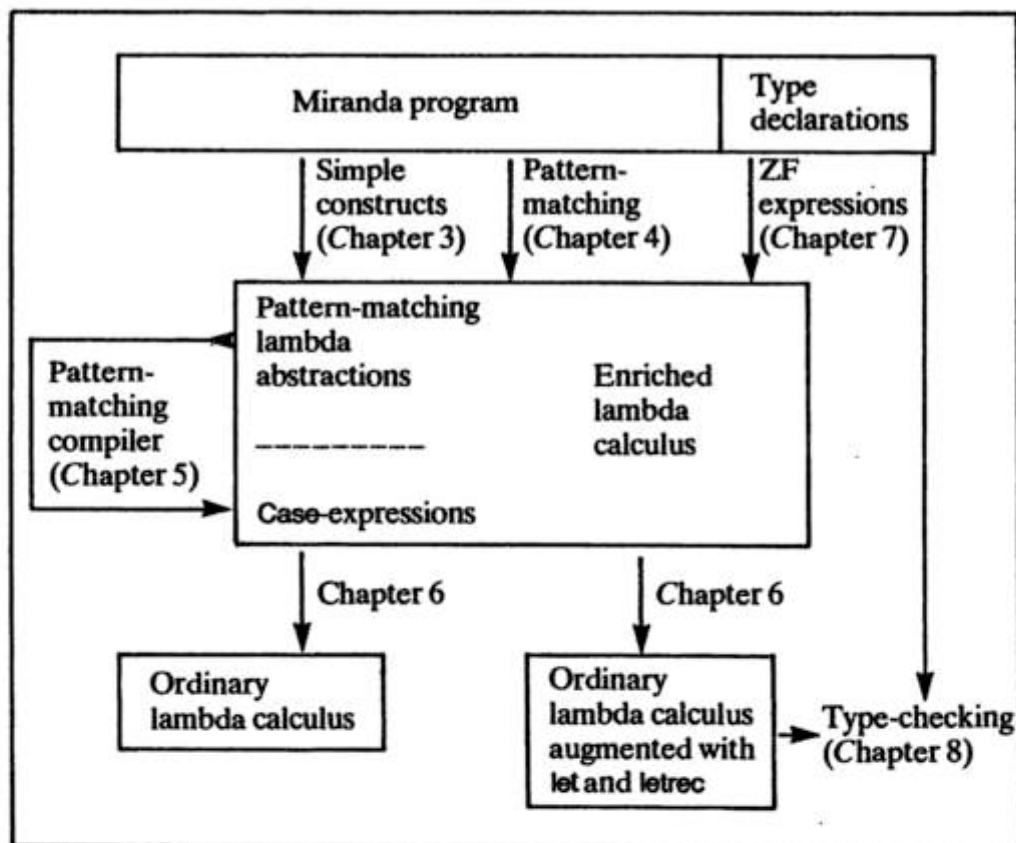 Miranda program
Type
declarations
Simple
constructs
(Chapter 3)
Pattern-
matching
(Chapter 4)
ZF
expressions
(Chapter 7)
Pattern-matching
lambda
abstractions
Enriched
lambda
calculus
Pattern-
matching
compiler
(Chapter 5)
Case-expressions
Chapter 6
Chapter 6
Ordinary
lambda calculus
Ordinary
lambda calculus
augmented with
let and letrec
Type-checking
(Chapter 8)